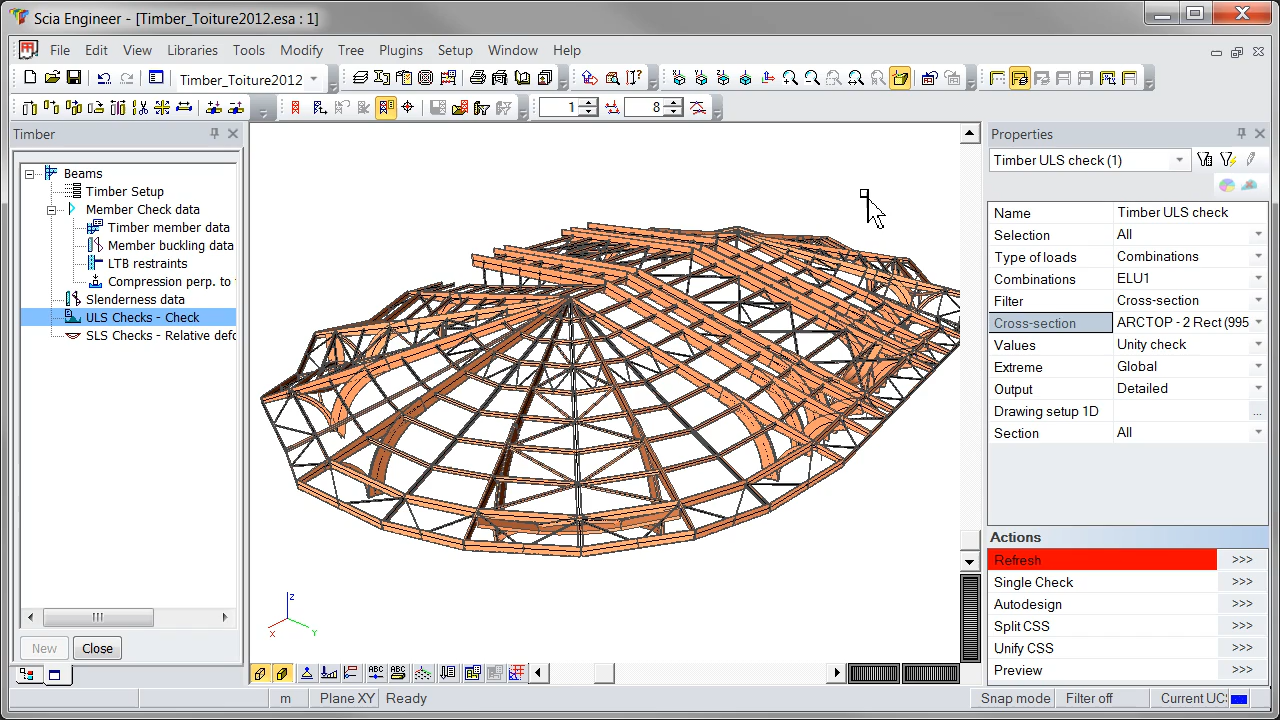 Scia Engineer - [Timber_Toiture2012.esa : 1]
File Edit View Libraries Tools Modify Tree Plugins Setup Window Help
Timber_Toiture2012
1 8
Timber
Beams
Timber Setup
Member Check data
Timber member data
Member buckling data
LTB restraints
Compression perp. to
Slenderness data
ULS Checks - Check
SLS Checks - Relative defo
New Close
z
x
Y
ABC ABC
Properties
Timber ULS check (1)
Name Timber ULS check
Selection All
Type of loads Combinations
Combinations ELU1
Filter Cross-section
Cross-section ARCTOP - 2 Rect (995
Values Unity check
Extreme Global
Output Detailed
Drawing setup 1D ...
Section All
Actions
Refresh >>>
Single Check >>>
Autodesign >>>
Split CSS >>>
Unify CSS >>>
Preview >>>
m Plane XY Ready Snap mode Filter off Current UCS